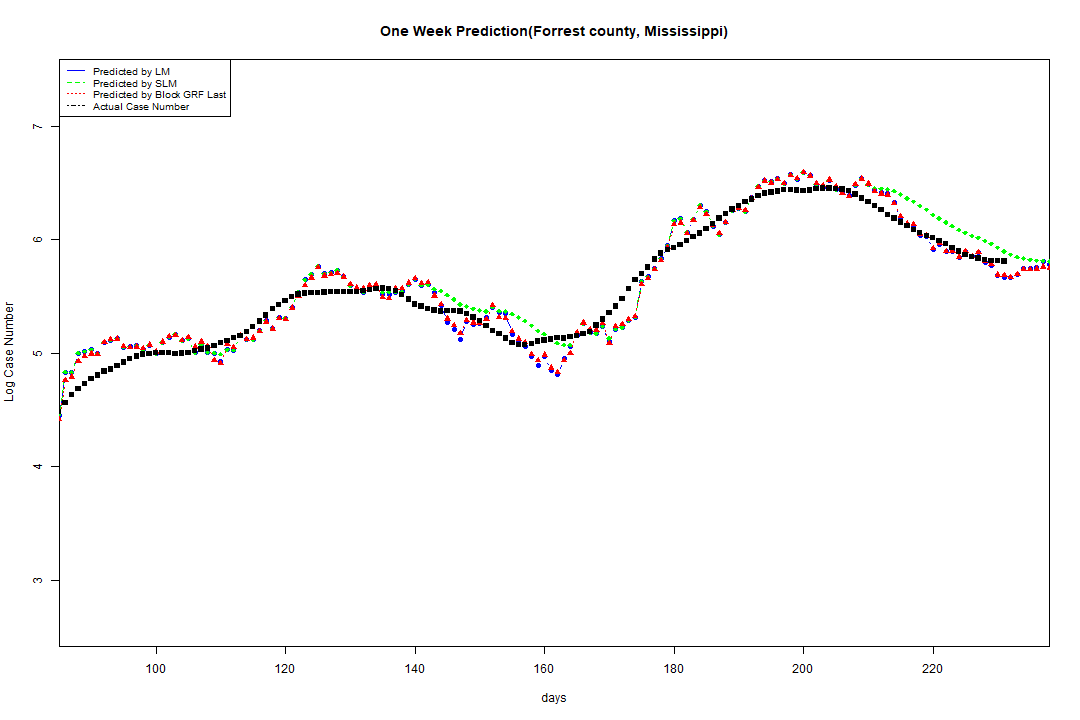 One Week Prediction(Forrest county, Mississippi)
Predicted by LM
Predicted by SLM
Predicted by Block GRF Last
Actual Case Number
7
6
5
4
3
Log Case Number
100 120 140 160 180 200 220
days